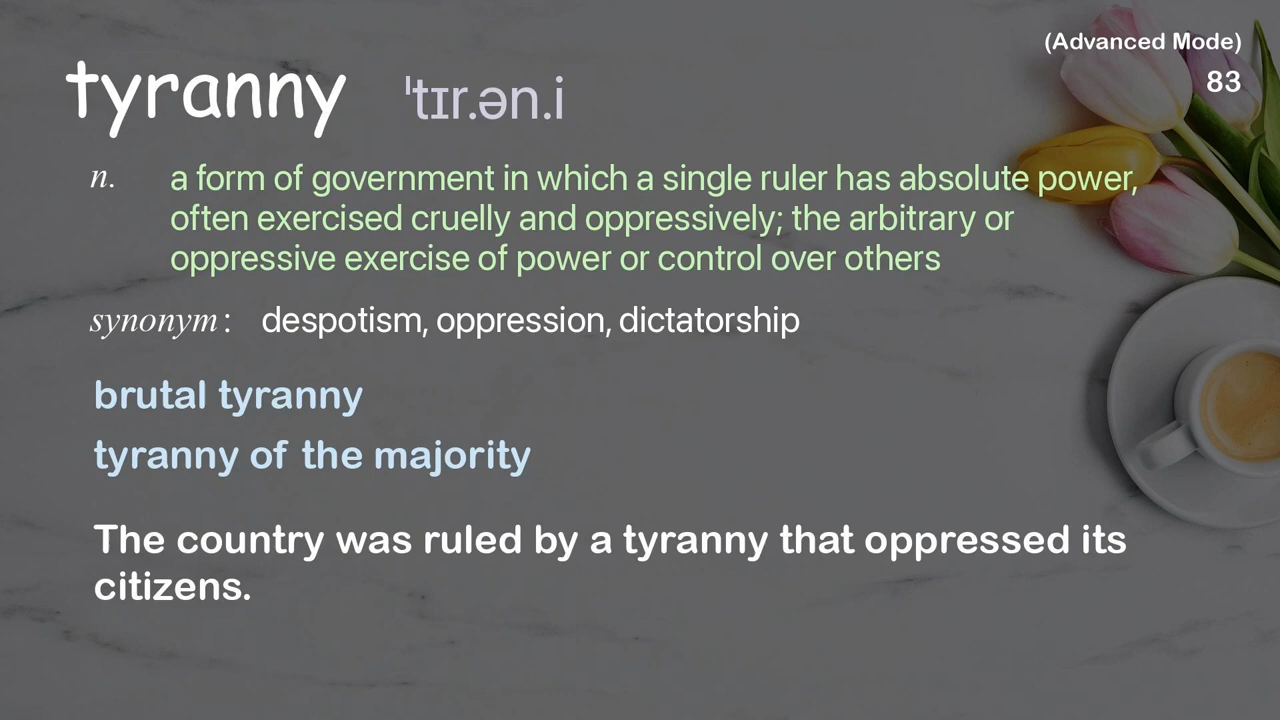 (Advanced Mode)
83
tyranny ˈtɪr.ən.i
n. a form of government in which a single ruler has absolute power,
often exercised cruelly and oppressively; the arbitrary or
oppressive exercise of power or control over others
synonym: despotism, oppression, dictatorship
brutal tyranny
tyranny of the majority
The country was ruled by a tyranny that oppressed its
citizens.